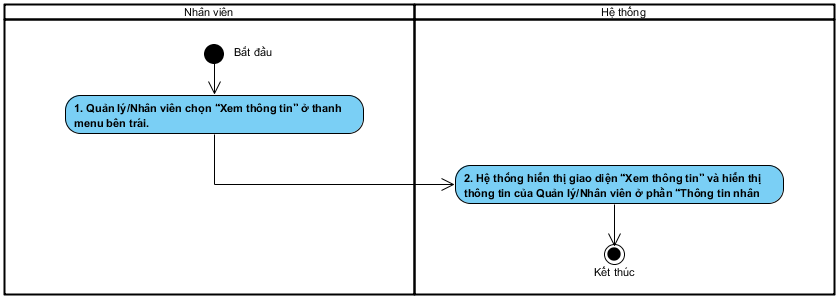 Nhân viên
Hệ thống
Bắt đầu
1. Quản lý/Nhân viên chọn "Xem thông tin" ở thanh
menu bên trái.
2. Hệ thống hiển thị giao diện "Xem thông tin" và hiển thị
thông tin của Quản lý/Nhân viên ở phần "Thông tin nhân
Kết thúc